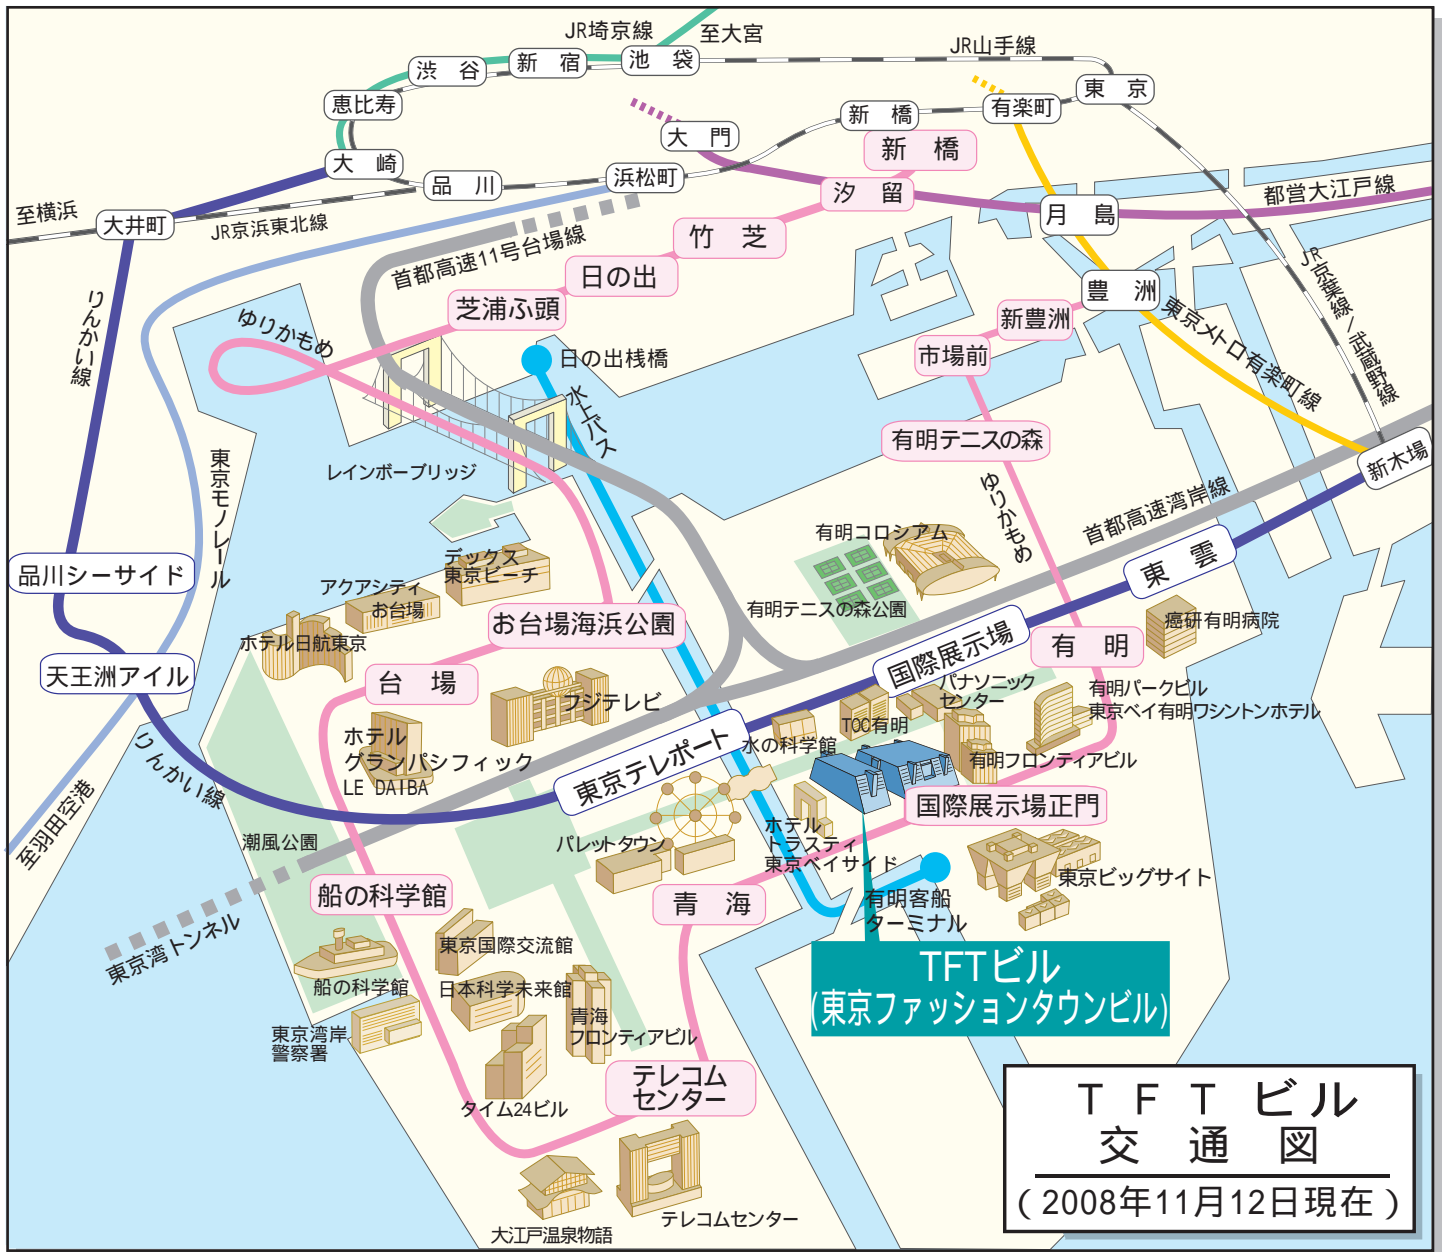 JR埼京線
至大宮
JR山手線
新宿
池袋
渋谷
恵比寿
東京
有楽町
新橋
大門
新橋
大崎
品川
浜松町
汐留
都営大江戸線
至横浜
大井町
JR京浜東北線
月島
竹芝
首都高速11号台場線
日の出
豊洲
JR京葉線/武蔵野線
芝浦ふ頭
新豊洲
りんかい線
ゆりかもめ
市場前
東京メトロ有楽町線
日の出桟橋
水上バス
有明テニスの森
新木場
東京モノレール
レインボーブリッジ
ゆりかもめ
首都高速湾岸線
有明コロシアム
品川シーサイド
デックス
東京ビーチ
東雲
アクアシティ
お台場
有明テニスの森公園
癌研有明病院
お台場海浜公園
ホテル日航東京
国際展示場
有明
天王洲アイル
台場
フジテレビ
パナソニック
センター
有明パークビル
東京ベイ有明ワシントンホテル
TOC有明
水の科学館
りんかい線
ホテル
グランパシフィック
LE DAIBA
東京テレポート
有明フロンティアビル
国際展示場正門
至羽田空港
潮風公園
パレットタウン
ホテル
トラスティ
東京ベイサイド
東京ビッグサイト
船の科学館
青海
有明客船
ターミナル
東京湾トンネル
東京国際交流館
TFTビル
(東京ファッションタウンビル)
船の科学館
日本科学未来館
青海
フロンティアビル
東京湾岸
警察署
テレコム
センター
タイム24ビル
TFTビル
交通図
(2008年11月12日現在)
テレコムセンター
大江戸温泉物語